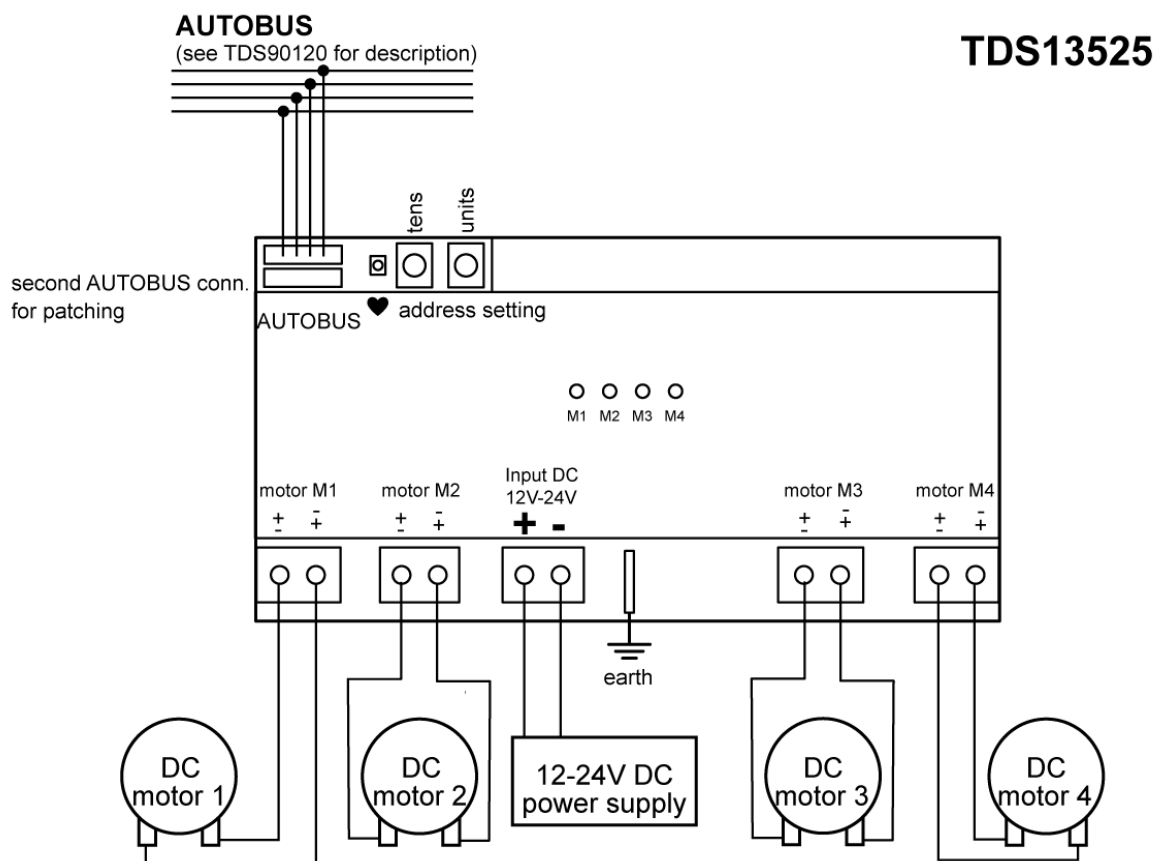 AUTOBUS
(see TDS90120 for description)
TDS13525
tens
units
second AUTOBUS conn.
for patching
AUTOBUS
address setting
M1 M2 M3 M4
motor M1
motor M2
Input DC
12V-24V
motor M3
motor M4
+ - - +
+ - - +
+ -
+ - - +
+ - - +
earth
DC
motor 1
DC
motor 2
12-24V DC
power supply
DC
motor 3
DC
motor 4